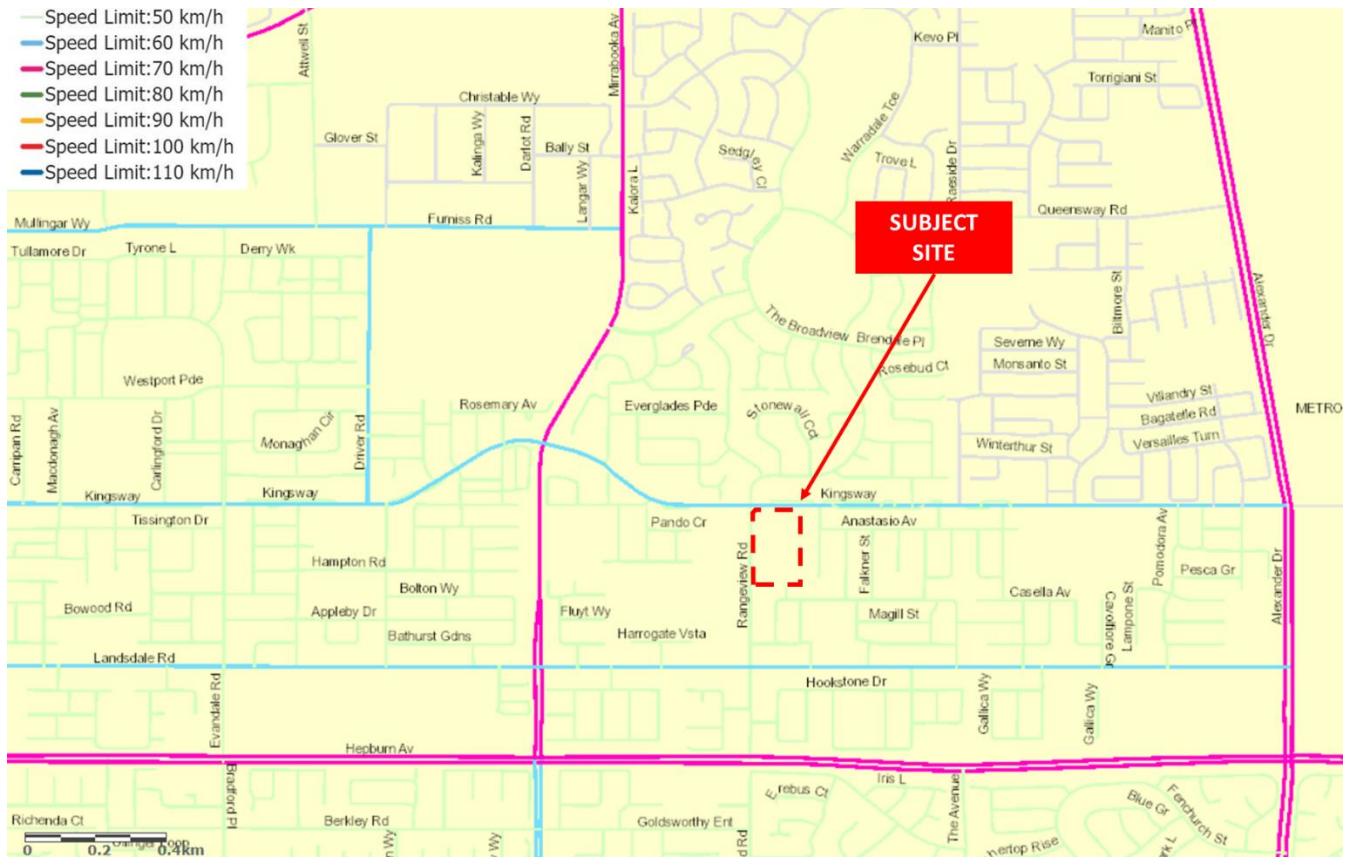 Speed Limit:50 km/h
Speed Limit:60 km/h
Speed Limit:70 km/h
Speed Limit:80 km/h
Speed Limit:90 km/h
Speed Limit:100 km/h
Speed Limit:110 km/h
Attwell St
Mirrabooka Av
Kevo Pl
Manito Pl
Torrigiani St
Christable Wy
Glover St
Kalinga Wy
Darlot Rd
Bally St
Langar Wy
Kalora L
Sedgley Cl
Warradale Tce
Trove L
Raeside Dr
Queensway Rd
SUBJECT
SITE
Mullingar Wy
Furniss Rd
Tullamore Dr
Tyrone L
Derry Wk
Biltmore St
Alexander Dr
The Broadview
Brendale Pl
Severne Wy
Monsanto St
Rosebud Ct
Westport Pde
Rosemary Av
Everglades Pde
Stonewall Cct
Villandry St
Bagatelle Rd
Versailles Turn
METRO
Campan Rd
Macdonagh Av
Carlingford Dr
Monaghan Cir
Driver Rd
Winterthur St
Kingsway
Kingsway
Kingsway
Tissington Dr
Pando Cr
Anastasio Av
Hampton Rd
Rangeview Rd
Falkner St
Pomodora Av
Pesca Gr
Alexander Dr
Bolton Wy
Casella Av
Bowood Rd
Appleby Dr
Fluyt Wy
Magill St
Lampone St
Bathurst Gdns
Harrogate Vsta
Landsdale Rd
Hookstone Dr
Evandale Rd
Gallica Wy
Gallica Wy
Hepburn Av
Bradford Pl
Errebus Ct
Iris L
The Avenue
Blue Gr
Fenchurch St
Richenda Ct
Berkley Rd
Goldsworthy Ent
0 0.2 0.4km